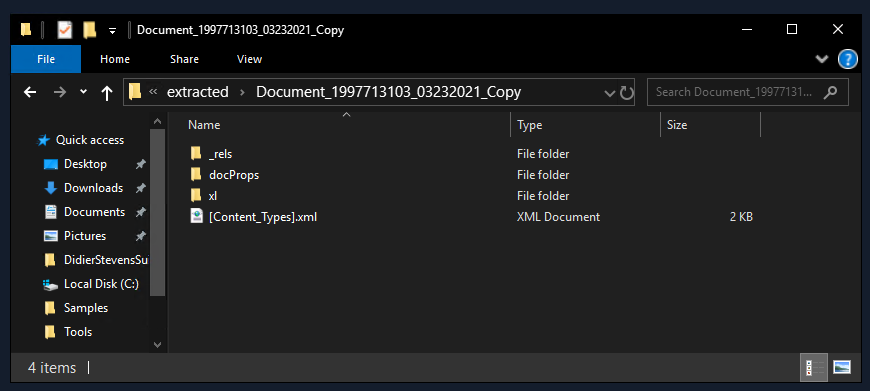 Document_1997713103_03232021_Copy
File Home Share View
« extracted › Document_1997713103_03232021_Copy Search Document_19977131...
Name Type Size
Quick access
Desktop
Downloads
Documents
Pictures
DidierStevensSu
Local Disk (C:)
Samples
Tools
_rels File folder
docProps File folder
xl File folder
[Content_Types].xml XML Document 2 KB
4 items